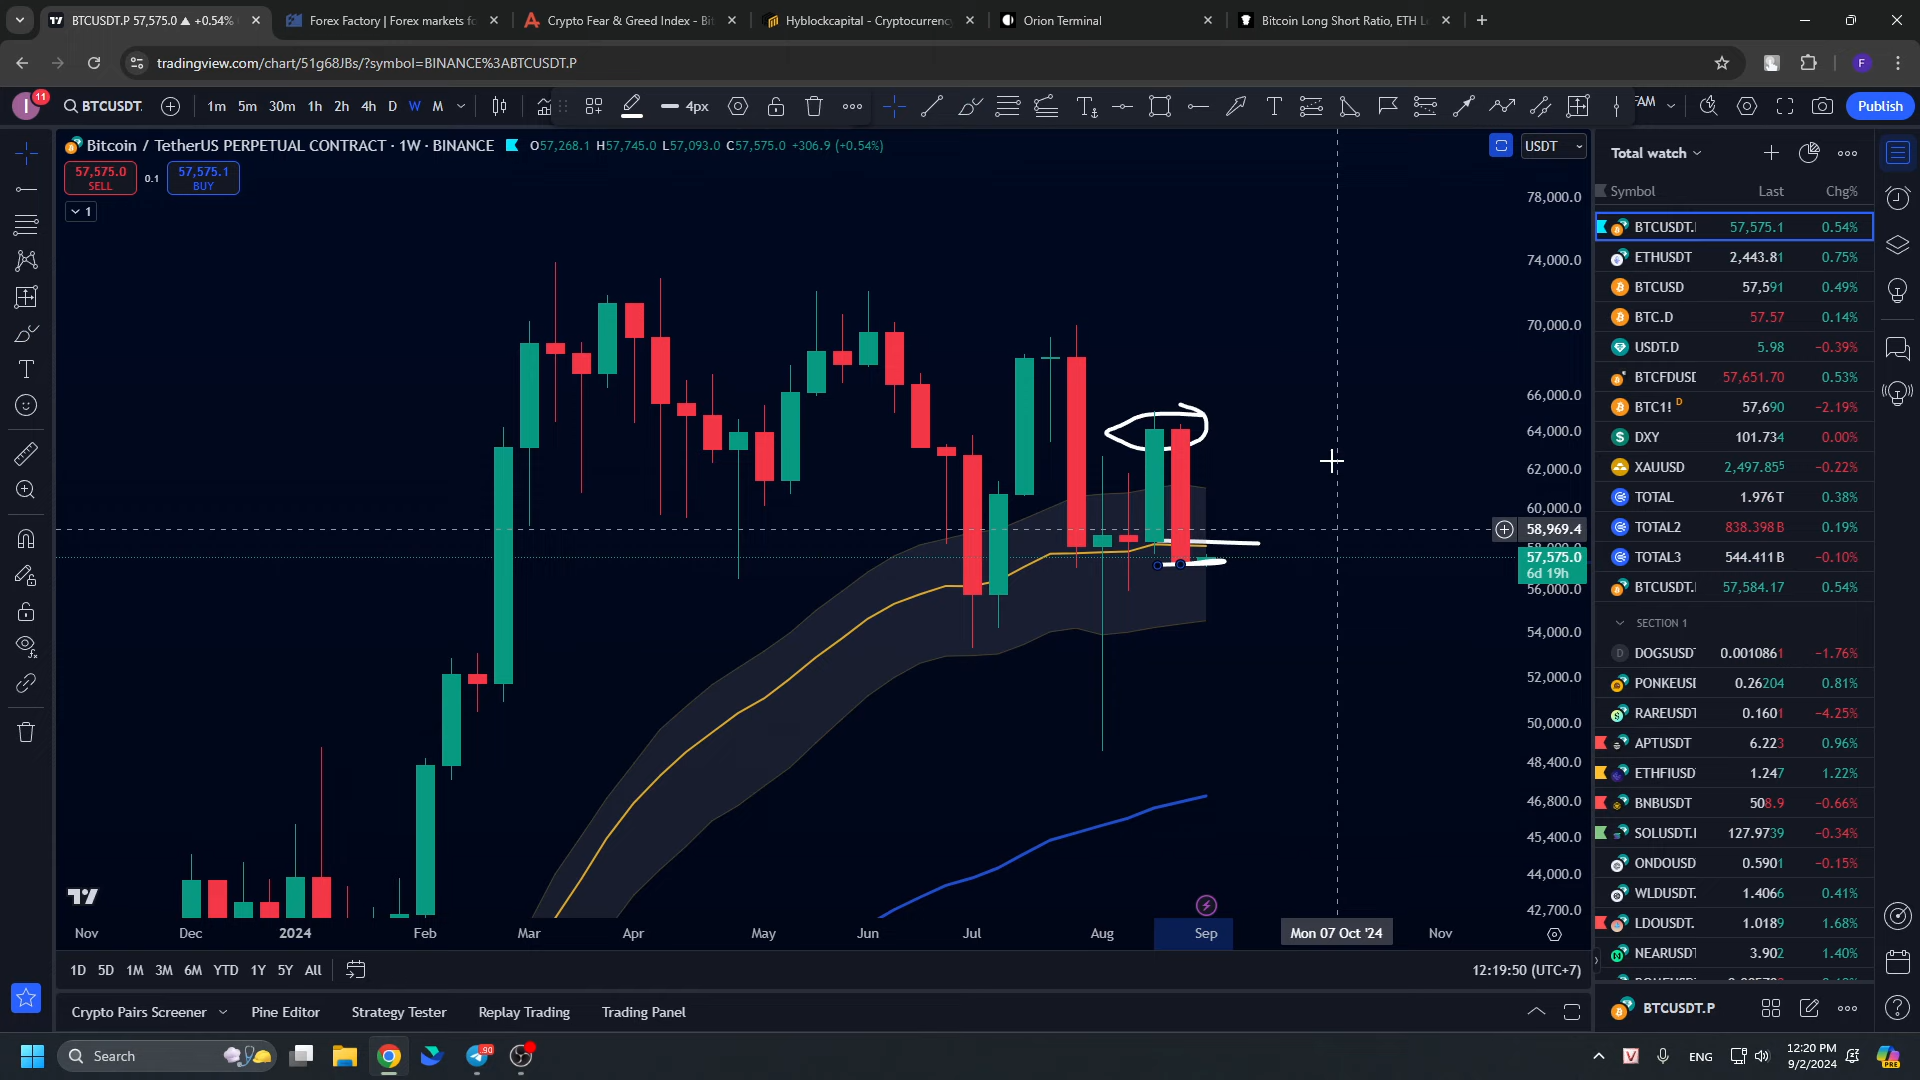 BTCUSDT.P 57,575.0 ▲ +0.54%
Forex Factory | Forex markets fo
Crypto Fear & Greed Index - Bit
Hyblockcapital - Cryptocurrenc
Orion Terminal
Bitcoin Long Short Ratio, ETH L
tradingview.com/chart/51g68JBs/?symbol=BINANCE%3ABTCUSDT.P
F
I 11 BTCUSDT. 1m 5m 30m 1h 2h 4h D W M 4px FAM Publish
Bitcoin / TetherUS PERPETUAL CONTRACT · 1W · BINANCE O57,268.1 H57,745.0 L57,093.0 C57,575.0 +306.9 (+0.54%)
USDT
57,575.0 SELL 0.1 57,575.1 BUY
1
78,000.0
74,000.0
70,000.0
66,000.0
64,000.0
62,000.0
60,000.0
58,969.4
57,575.0
6d 19h
56,000.0
54,000.0
52,000.0
50,000.0
48,400.0
46,800.0
45,400.0
44,000.0
42,700.0
Nov Dec 2024 Feb Mar Apr May Jun Jul Aug Sep Mon 07 Oct '24 Nov
1D 5D 1M 3M 6M YTD 1Y 5Y All 12:19:50 (UTC+7)
Crypto Pairs Screener Pine Editor Strategy Tester Replay Trading Trading Panel
Total watch
Symbol Last Chg%
BTCUSDT. 57,575.1 0.54%
ETHUSDT 2,443.81 0.75%
BTCUSD 57,591 0.49%
BTC.D 57.57 0.14%
USDT.D 5.98 −0.39%
BTCFDUSD 57,651.70 0.53%
BTC1! D 57,690 −2.19%
DXY 101.734 0.00%
XAUUSD 2,497.855 −0.22%
TOTAL 1.976 T 0.38%
TOTAL2 838.398 B 0.19%
TOTAL3 544.411 B −0.10%
BTCUSDT. 57,584.17 0.54%
SECTION 1
DOGSUSDT 0.0010861 −1.76%
PONKEUSI 0.26204 0.81%
RAREUSDT 0.1601 −4.25%
APTUSDT 6.223 0.96%
ETHFIUSD 1.247 1.22%
BNBUSDT 508.9 −0.66%
SOLUSDT. 127.9739 −0.34%
ONDOUSD 0.5901 −0.15%
WLDUSDT. 1.4066 0.41%
LDOUSDT. 1.0189 1.68%
NEARUSDT 3.902 1.40%
BTCUSDT.P
Search
90
ENG
12:20 PM
9/2/2024
PRE